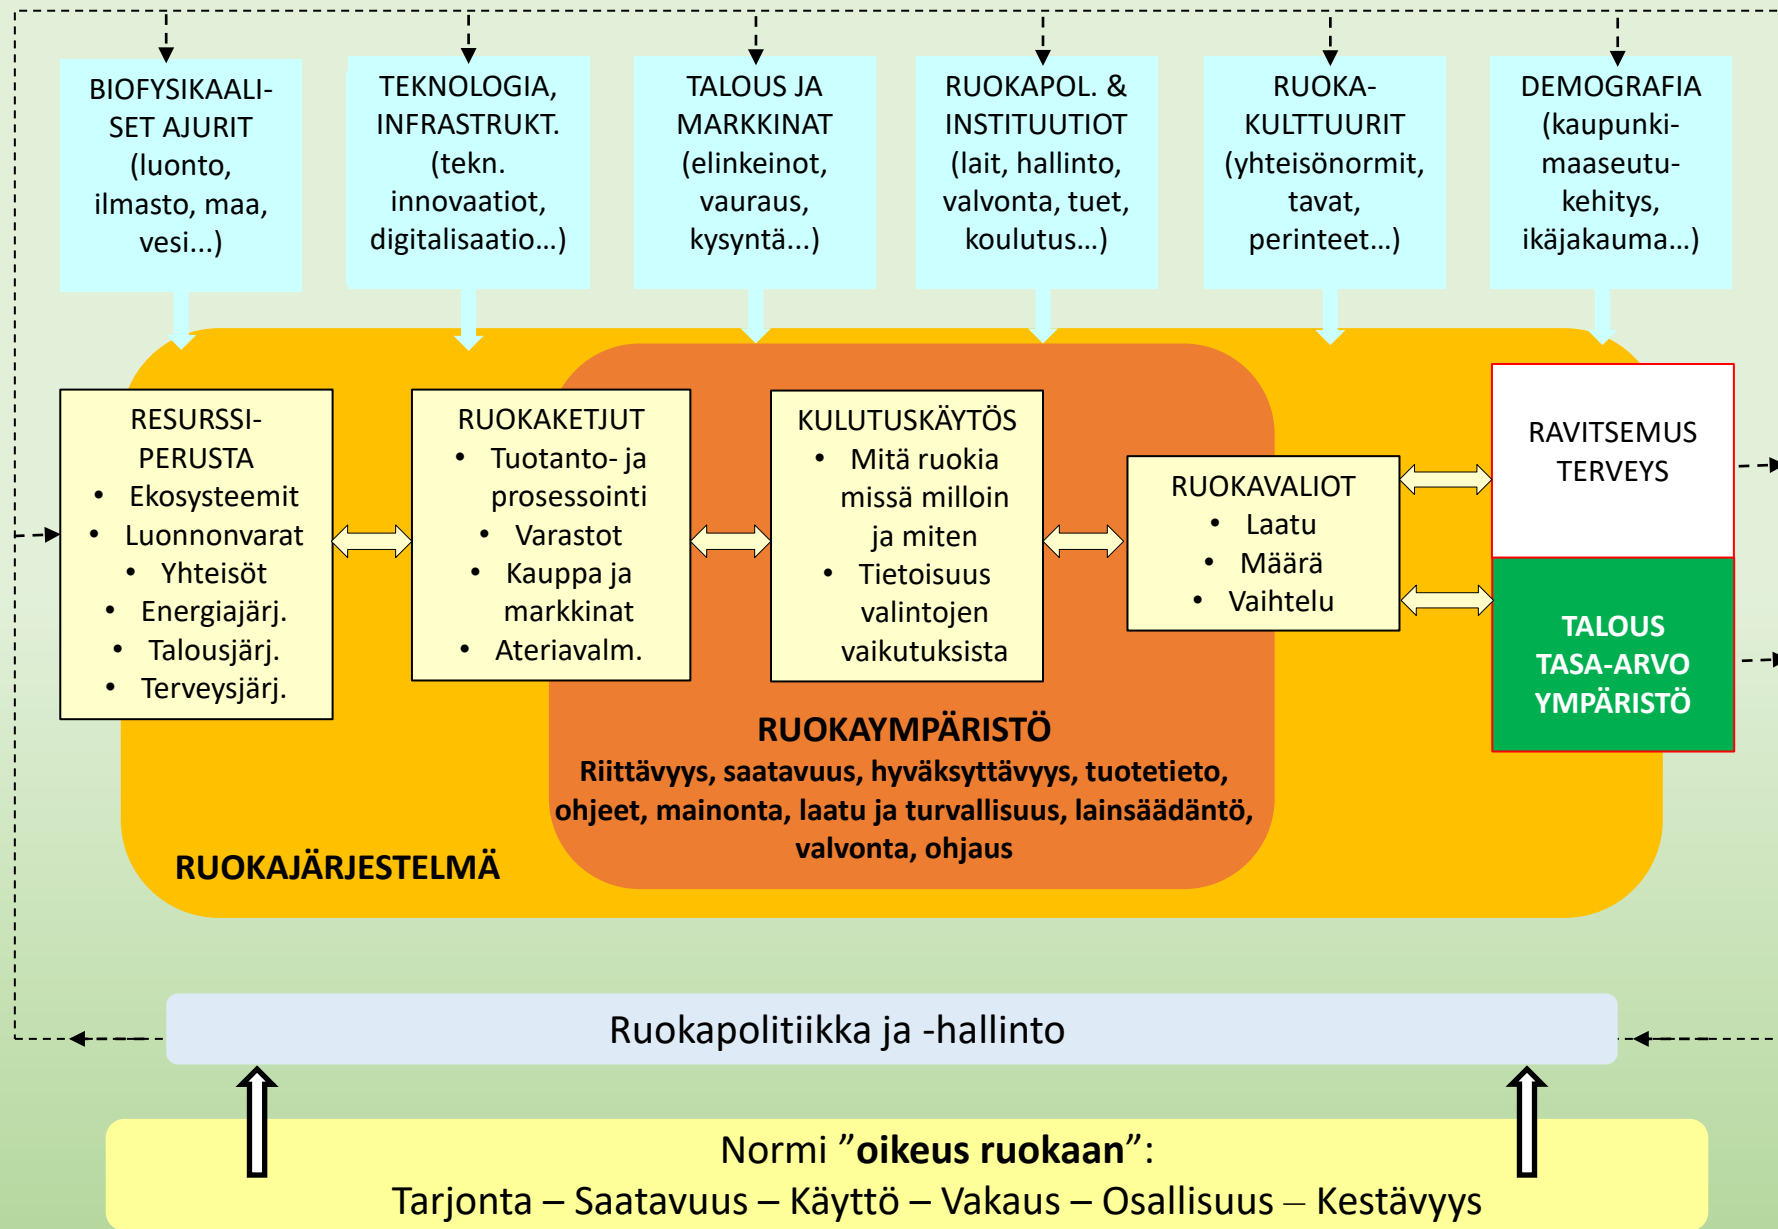 BIOFYSIKAALI-
SET AJURIT
(luonto,
ilmasto, maa,
vesi...)
TEKNOLOGIA,
INFRASTRUKT.
(tekn.
innovaatiot,
digitalisaatio…)
TALOUS JA
MARKKINAT
(elinkeinot,
vauraus,
kysyntä...)
RUOKAPOL. &
INSTITUUTIOT
(lait, hallinto,
valvonta, tuet,
koulutus…)
RUOKA-
KULTTUURIT
(yhteisönormit,
tavat,
perinteet…)
DEMOGRAFIA
(kaupunki-
maaseutu-
kehitys,
ikäjakauma…)
RESURSSI-
PERUSTA
• Ekosysteemit
• Luonnonvarat
• Yhteisöt
• Energiajärj.
• Talousjärj.
• Terveysjärj.
RUOKAKETJUT
• Tuotanto- ja
prosessointi
• Varastot
• Kauppa ja
markkinat
• Ateriavalm.
KULUTUSKÄYTÖS
• Mitä ruokia
missä milloin
ja miten
• Tietoisuus
valintojen
vaikutuksista
RUOKAVALIOT
• Laatu
• Määrä
• Vaihtelu
RAVITSEMUS
TERVEYS
TALOUS
TASA-ARVO
YMPÄRISTÖ
RUOKAYMPÄRISTÖ
Riittävyys, saatavuus, hyväksyttävyys, tuotetieto,
ohjeet, mainonta, laatu ja turvallisuus, lainsäädäntö,
valvonta, ohjaus
RUOKAJÄRJESTELMÄ
Ruokapolitiikka ja -hallinto
Normi ”oikeus ruokaan”:
Tarjonta – Saatavuus – Käyttö – Vakaus – Osallisuus – Kestävyys